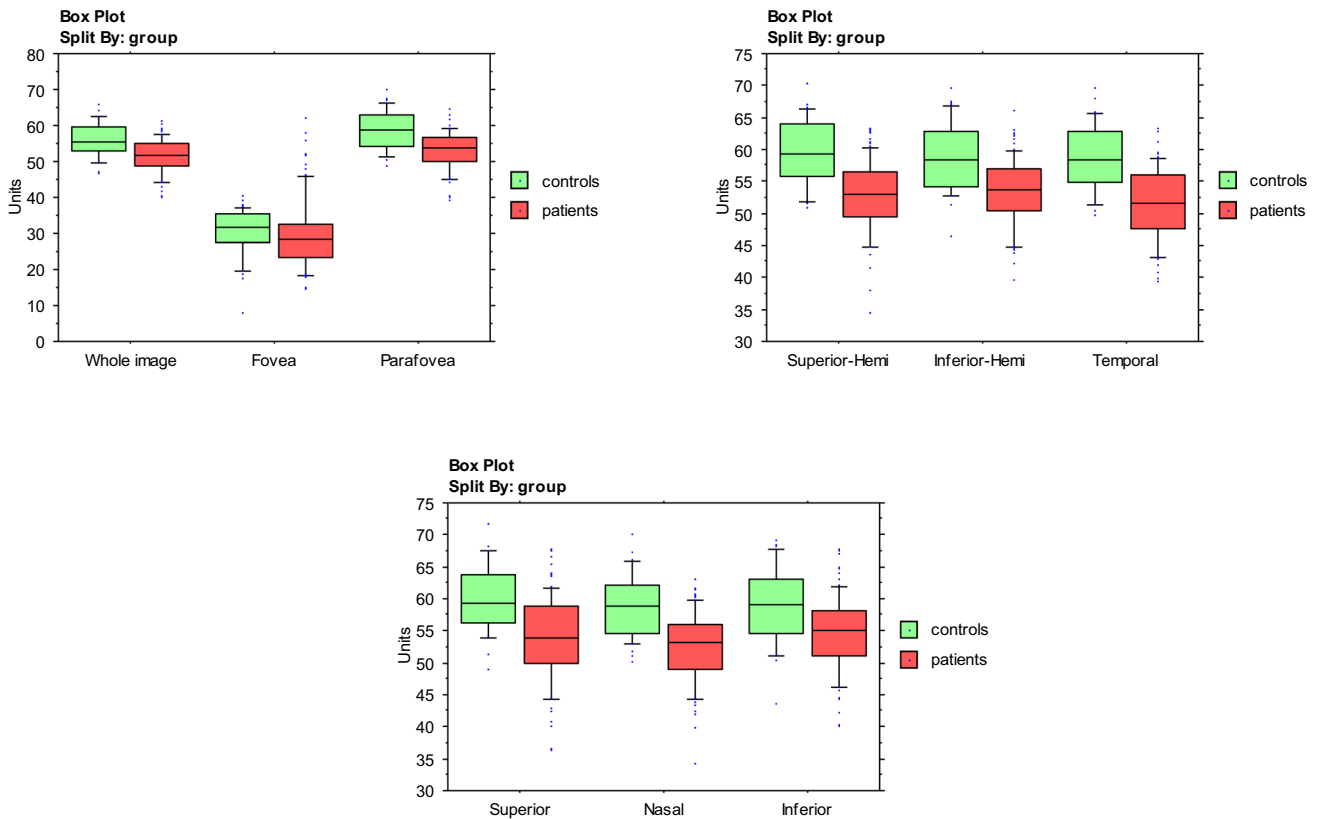 Box Plot
Split By: group
80
70
60
50
40
30
20
10
0
Units
Whole image
Fovea
Parafovea
controls
patients
Box Plot
Split By: group
75
70
65
60
55
50
45
40
35
30
Units
Superior-Hemi
Inferior-Hemi
Temporal
controls
patients
Box Plot
Split By: group
75
70
65
60
55
50
45
40
35
30
Units
Superior
Nasal
Inferior
controls
patients